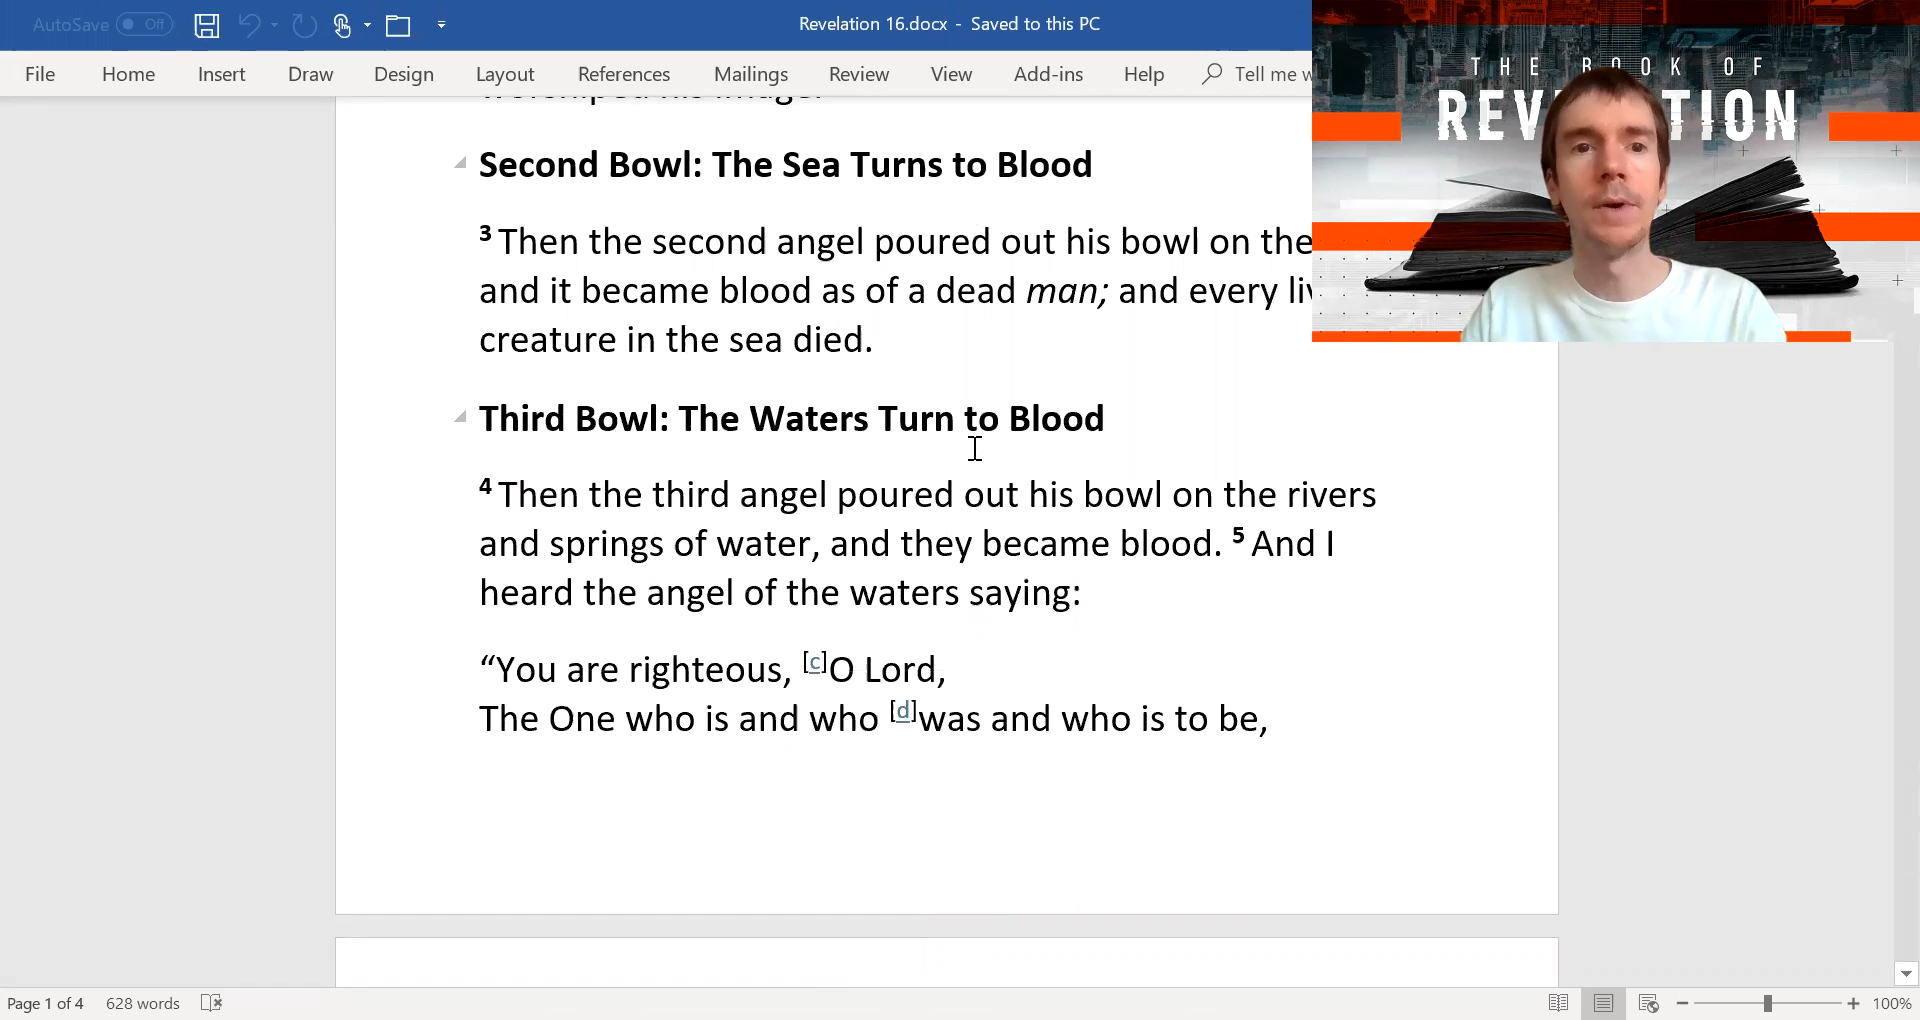 AutoSave Off
Revelation 16.docx - Saved to this PC
File Home Insert Draw Design Layout References Mailings Review View Add-ins Help Tell me
THE BOOK OF
worshiped his image.
Second Bowl: The Sea Turns to Blood
3 Then the second angel poured out his bowl on the
and it became blood as of a dead man; and every
creature in the sea died.
Third Bowl: The Waters Turn to Blood
4 Then the third angel poured out his bowl on the rivers
and springs of water, and they became blood. 5 And I
heard the angel of the waters saying:
“You are righteous, [c]O Lord,
The One who is and who [d]was and who is to be,
Page 1 of 4 628 words 100%